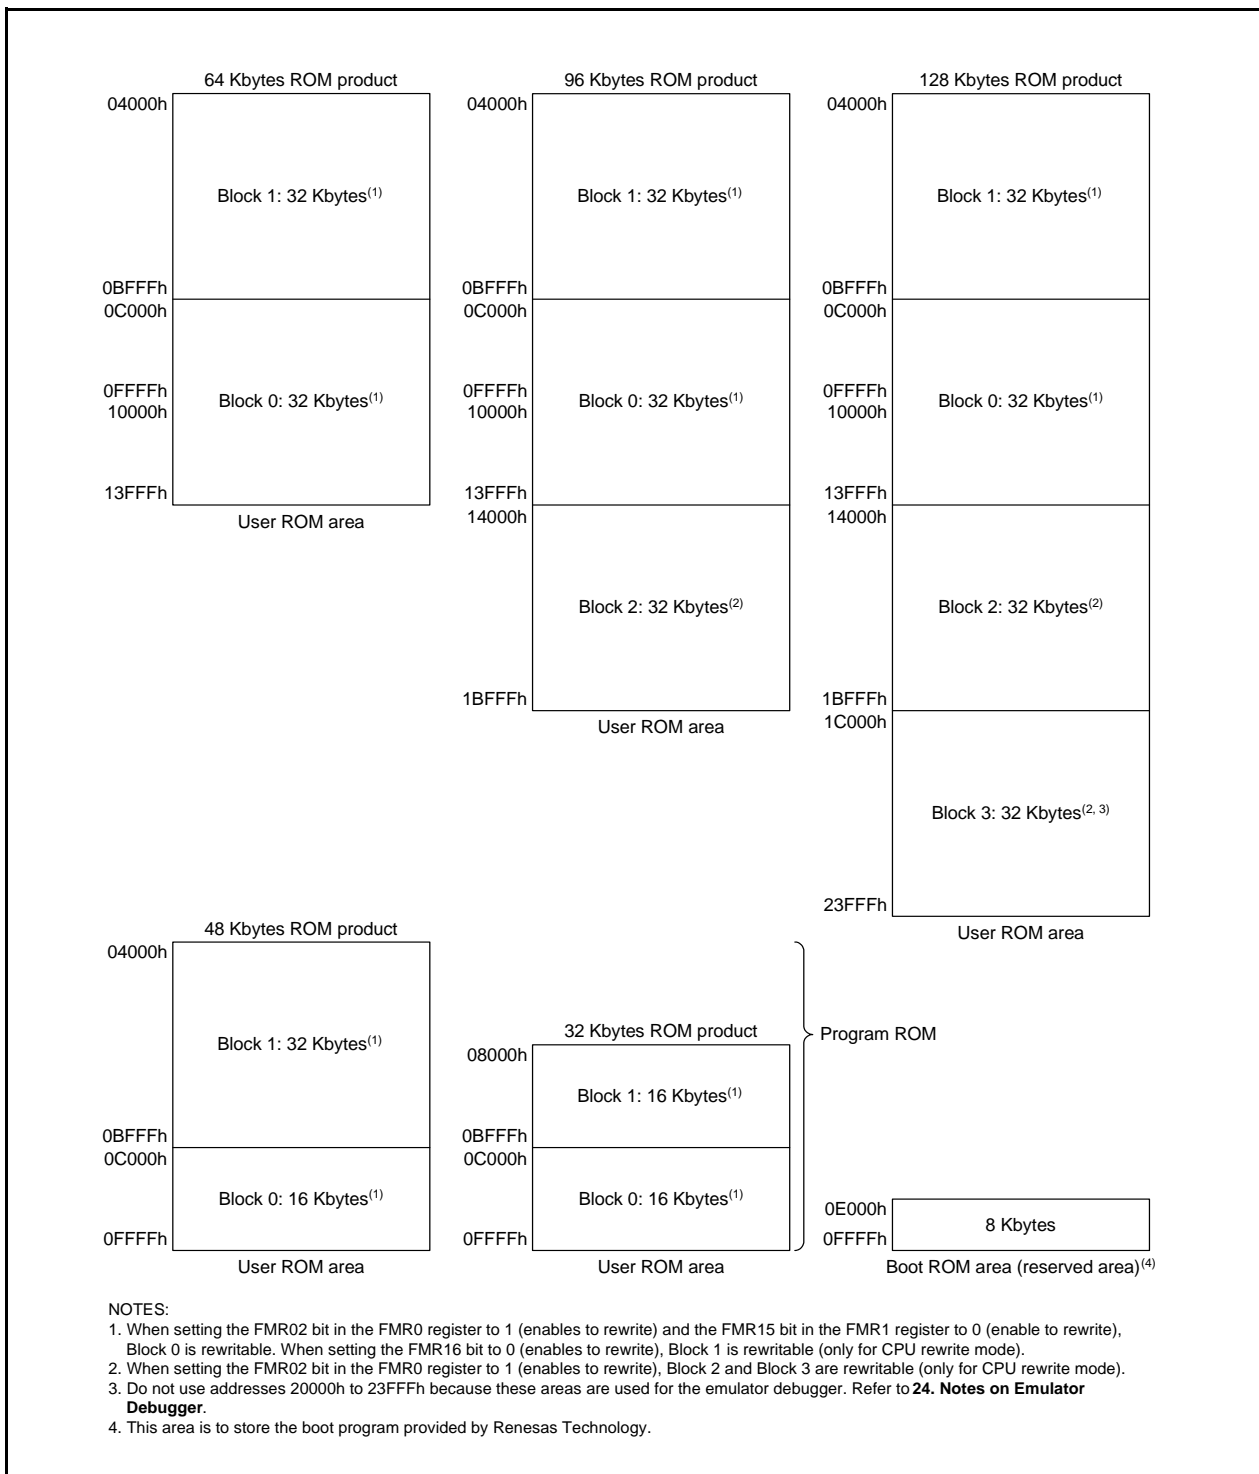 64 Kbytes ROM product
04000h
Block 1: 32 Kbytes(1)
0BFFFh
0C000h
0FFFFh
10000h
Block 0: 32 Kbytes(1)
13FFFh
User ROM area
96 Kbytes ROM product
04000h
Block 1: 32 Kbytes(1)
0BFFFh
0C000h
0FFFFh
10000h
Block 0: 32 Kbytes(1)
13FFFh
14000h
Block 2: 32 Kbytes(2)
1BFFFh
User ROM area
128 Kbytes ROM product
04000h
Block 1: 32 Kbytes(1)
0BFFFh
0C000h
0FFFFh
10000h
Block 0: 32 Kbytes(1)
13FFFh
14000h
Block 2: 32 Kbytes(2)
1BFFFh
1C000h
Block 3: 32 Kbytes(2, 3)
23FFFh
User ROM area
48 Kbytes ROM product
04000h
Block 1: 32 Kbytes(1)
0BFFFh
0C000h
Block 0: 16 Kbytes(1)
0FFFFh
User ROM area
32 Kbytes ROM product
08000h
Block 1: 16 Kbytes(1)
0BFFFh
0C000h
Block 0: 16 Kbytes(1)
0FFFFh
User ROM area
Program ROM
0E000h
8 Kbytes
0FFFFh
Boot ROM area (reserved area)(4)
NOTES:
1. When setting the FMR02 bit in the FMR0 register to 1 (enables to rewrite) and the FMR15 bit in the FMR1 register to 0 (enable to rewrite),
Block 0 is rewritable. When setting the FMR16 bit to 0 (enables to rewrite), Block 1 is rewritable (only for CPU rewrite mode).
2. When setting the FMR02 bit in the FMR0 register to 1 (enables to rewrite), Block 2 and Block 3 are rewritable (only for CPU rewrite mode).
3. Do not use addresses 20000h to 23FFFh because these areas are used for the emulator debugger. Refer to 24. Notes on Emulator
Debugger.
4. This area is to store the boot program provided by Renesas Technology.